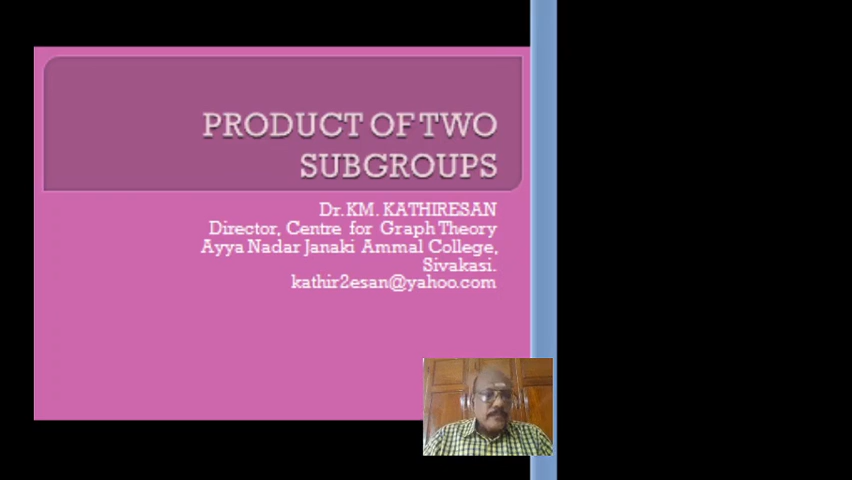 PRODUCT OF TWO
SUBGROUPS
Dr. KM. KATHIRESAN
Director, Centre for Graph Theory
Ayya Nadar Janaki Ammal College,
Sivakasi.
kathir2esan@yahoo.com